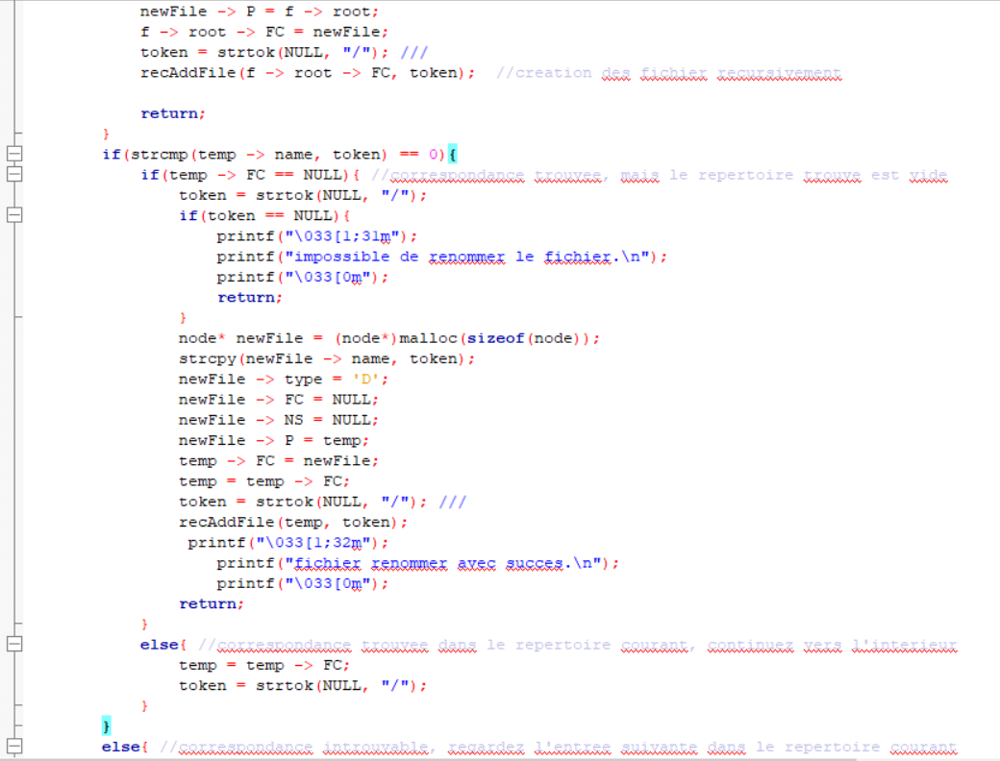 newFile -> P = f -> root;
f -> root -> FC = newFile;
token = strtok(NULL, "/"); ///
recAddFile(f -> root -> FC, token);  //creation des fichier recursivement
return;
}
if(strcmp(temp -> name, token) == 0){
if(temp -> FC == NULL){ //correspondance trouvee, mais le repertoire trouve est vide
token = strtok(NULL, "/");
if(token == NULL){
printf("\033[1;31m");
printf("impossible de renommer le fichier.\n");
printf("\033[0m");
return;
}
node* newFile = (node*)malloc(sizeof(node));
strcpy(newFile -> name, token);
newFile -> type = 'D';
newFile -> FC = NULL;
newFile -> NS = NULL;
newFile -> P = temp;
temp -> FC = newFile;
temp = temp -> FC;
token = strtok(NULL, "/"); ///
recAddFile(temp, token);
printf("\033[1;32m");
printf("fichier renommer avec succes.\n");
printf("\033[0m");
return;
}
else{ //correspondance trouvee dans le repertoire courant, continuez vers l'interieur
temp = temp -> FC;
token = strtok(NULL, "/");
}
}
else{ //correspondance introuvable, regardez l'entree suivante dans le repertoire courant